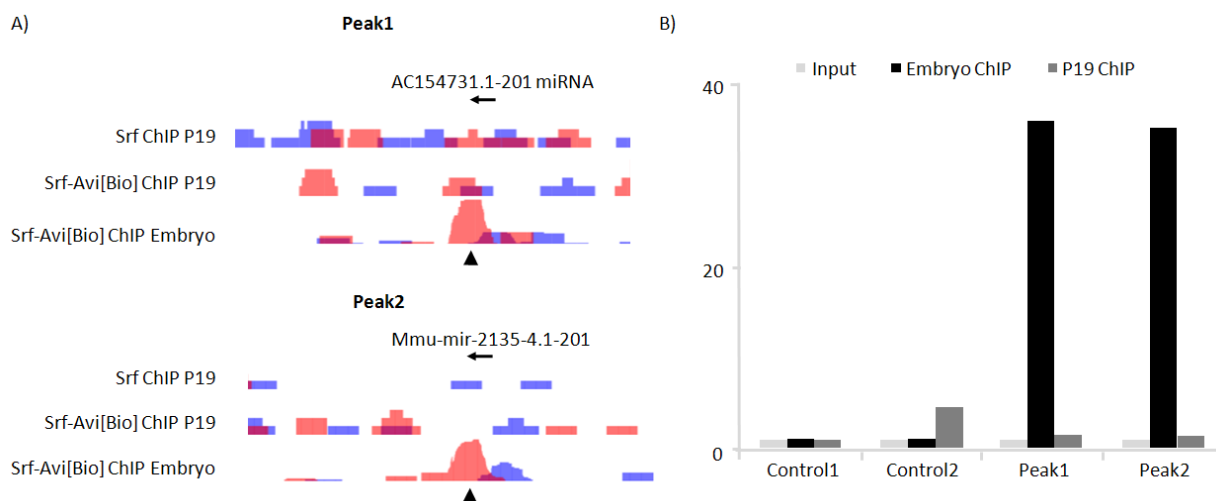 A)
Peak1
AC154731.1-201 miRNA
Srf ChIP P19
Srf-Avi[Bio] ChIP P19
Srf-Avi[Bio] ChIP Embryo
Peak2
Mmu-mir-2135-4.1-201
Srf ChIP P19
Srf-Avi[Bio] ChIP P19
Srf-Avi[Bio] ChIP Embryo
B)
Input Embryo ChIP P19 ChIP
40
20
0
Control1 Control2 Peak1 Peak2